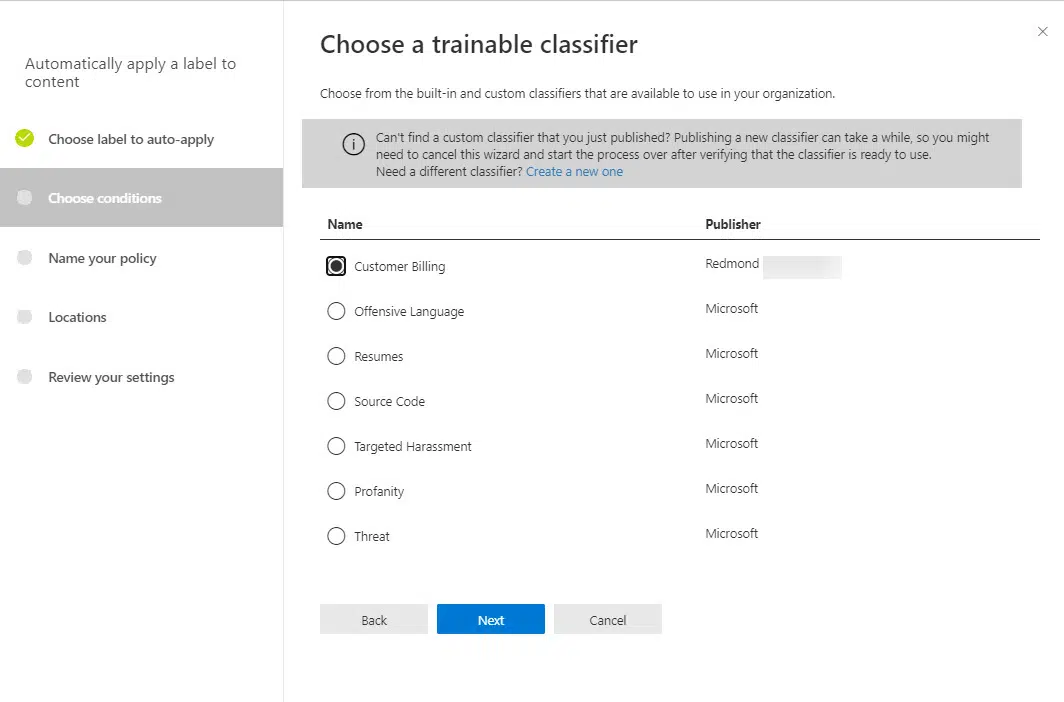 Automatically apply a label to
content
Choose label to auto-apply
Choose conditions
Name your policy
Locations
Review your settings
Choose a trainable classifier
Choose from the built-in and custom classifiers that are available to use in your organization.
Can't find a custom classifier that you just published? Publishing a new classifier can take a while, so you might
need to cancel this wizard and start the process over after verifying that the classifier is ready to use.
Need a different classifier? Create a new one
Name Publisher
Customer Billing Redmond
Offensive Language Microsoft
Resumes Microsoft
Source Code Microsoft
Targeted Harassment Microsoft
Profanity Microsoft
Threat Microsoft
Back Next Cancel